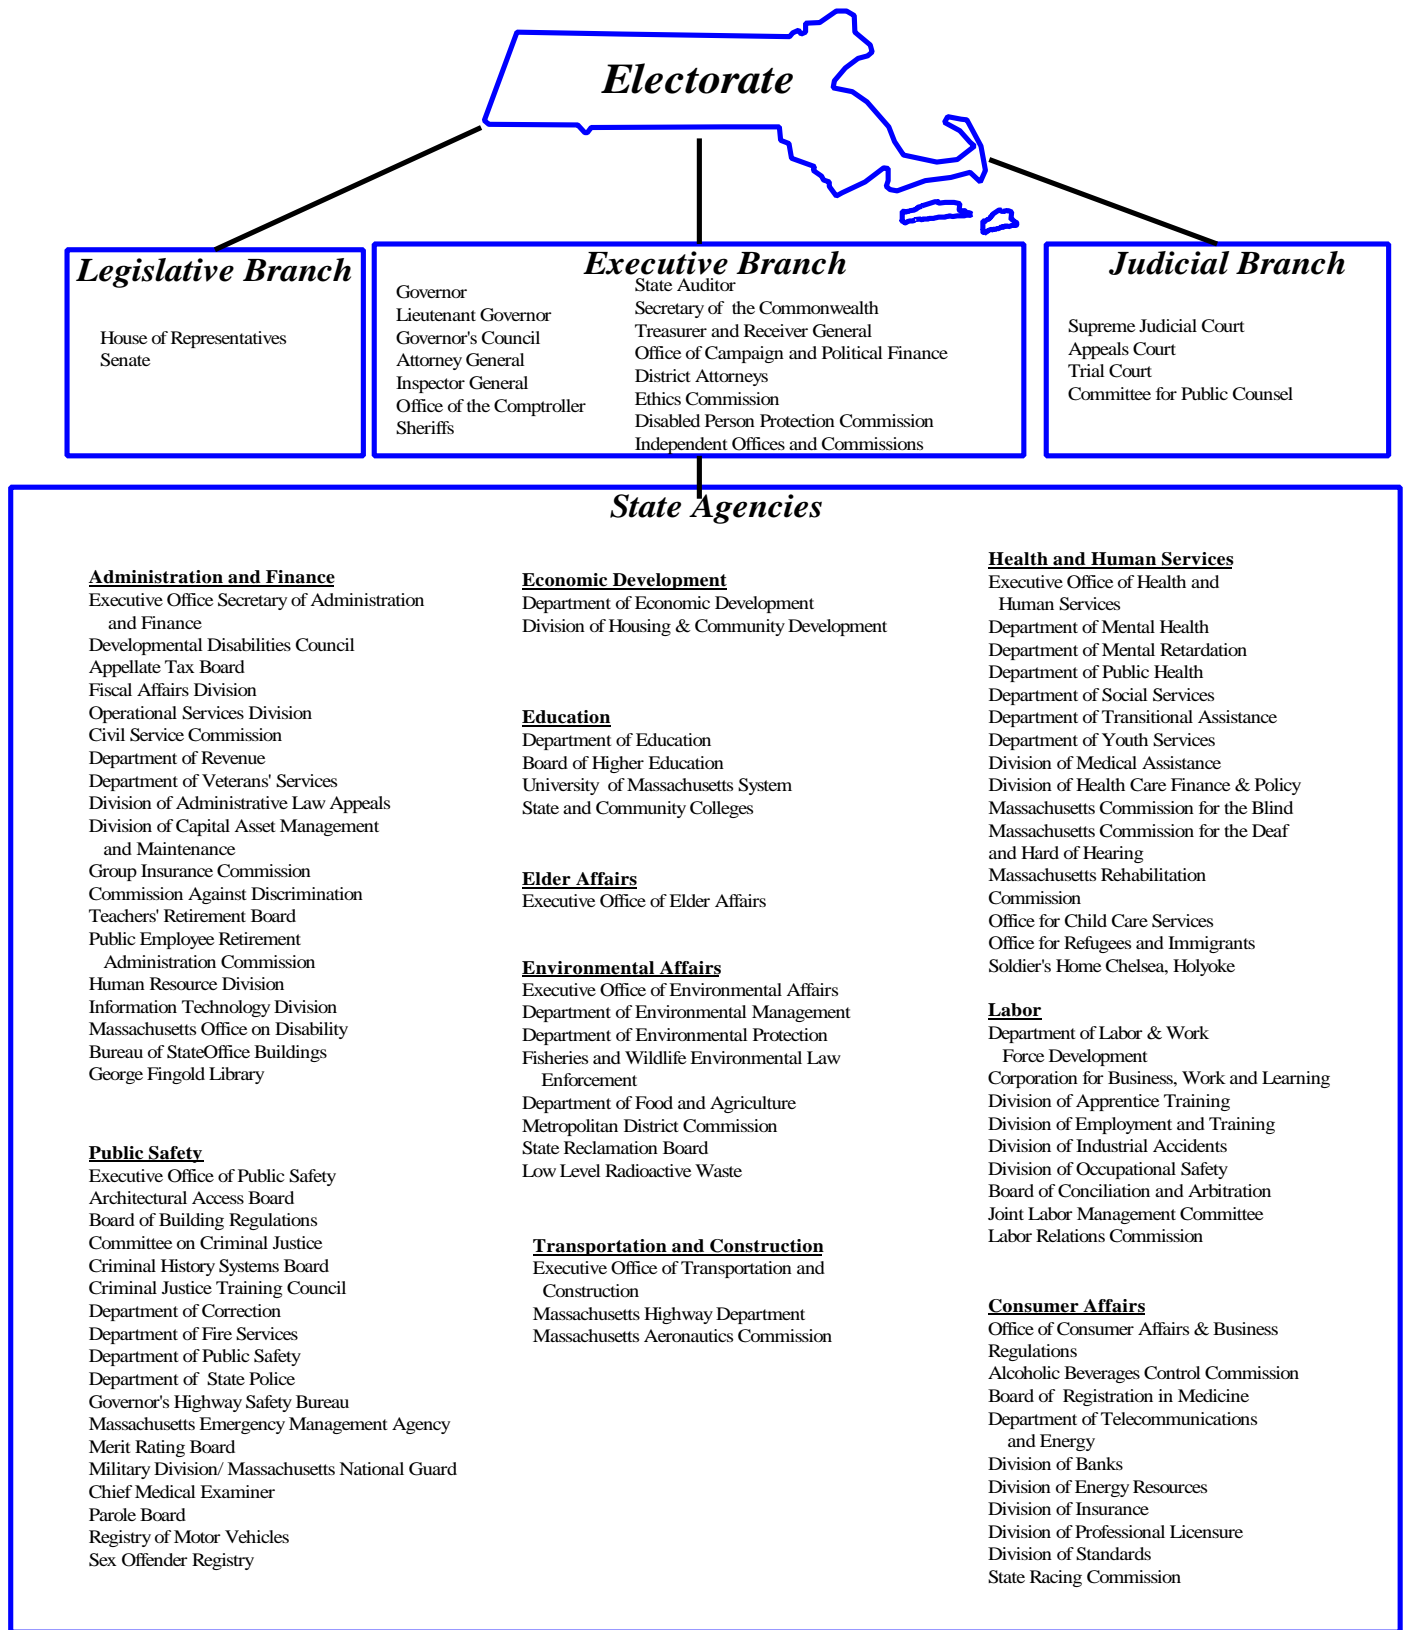 Electorate
Legislative Branch
House of Representatives
Senate
Executive Branch
Governor
Lieutenant Governor
Governor's Council
Attorney General
Inspector General
Office of the Comptroller
Sheriffs
State Auditor
Secretary of the Commonwealth
Treasurer and Receiver General
Office of Campaign and Political Finance
District Attorneys
Ethics Commission
Disabled Person Protection Commission
Independent Offices and Commissions
Judicial Branch
Supreme Judicial Court
Appeals Court
Trial Court
Committee for Public Counsel
State Agencies
Administration and Finance
Executive Office Secretary of Administration
and Finance
Developmental Disabilities Council
Appellate Tax Board
Fiscal Affairs Division
Operational Services Division
Civil Service Commission
Department of Revenue
Department of Veterans' Services
Division of Administrative Law Appeals
Division of Capital Asset Management
and Maintenance
Group Insurance Commission
Commission Against Discrimination
Teachers' Retirement Board
Public Employee Retirement
Administration Commission
Human Resource Division
Information Technology Division
Massachusetts Office on Disability
Bureau of StateOffice Buildings
George Fingold Library
Public Safety
Executive Office of Public Safety
Architectural Access Board
Board of Building Regulations
Committee on Criminal Justice
Criminal History Systems Board
Criminal Justice Training Council
Department of Correction
Department of Fire Services
Department of Public Safety
Department of State Police
Governor's Highway Safety Bureau
Massachusetts Emergency Management Agency
Merit Rating Board
Military Division/ Massachusetts National Guard
Chief Medical Examiner
Parole Board
Registry of Motor Vehicles
Sex Offender Registry
Economic Development
Department of Economic Development
Division of Housing & Community Development
Education
Department of Education
Board of Higher Education
University of Massachusetts System
State and Community Colleges
Elder Affairs
Executive Office of Elder Affairs
Environmental Affairs
Executive Office of Environmental Affairs
Department of Environmental Management
Department of Environmental Protection
Fisheries and Wildlife Environmental Law
Enforcement
Department of Food and Agriculture
Metropolitan District Commission
State Reclamation Board
Low Level Radioactive Waste
Transportation and Construction
Executive Office of Transportation and
Construction
Massachusetts Highway Department
Massachusetts Aeronautics Commission
Health and Human Services
Executive Office of Health and
Human Services
Department of Mental Health
Department of Mental Retardation
Department of Public Health
Department of Social Services
Department of Transitional Assistance
Department of Youth Services
Division of Medical Assistance
Division of Health Care Finance & Policy
Massachusetts Commission for the Blind
Massachusetts Commission for the Deaf
and Hard of Hearing
Massachusetts Rehabilitation
Commission
Office for Child Care Services
Office for Refugees and Immigrants
Soldier's Home Chelsea, Holyoke
Labor
Department of Labor & Work
Force Development
Corporation for Business, Work and Learning
Division of Apprentice Training
Division of Employment and Training
Division of Industrial Accidents
Division of Occupational Safety
Board of Conciliation and Arbitration
Joint Labor Management Committee
Labor Relations Commission
Consumer Affairs
Office of Consumer Affairs & Business
Regulations
Alcoholic Beverages Control Commission
Board of Registration in Medicine
Department of Telecommunications
and Energy
Division of Banks
Division of Energy Resources
Division of Insurance
Division of Professional Licensure
Division of Standards
State Racing Commission